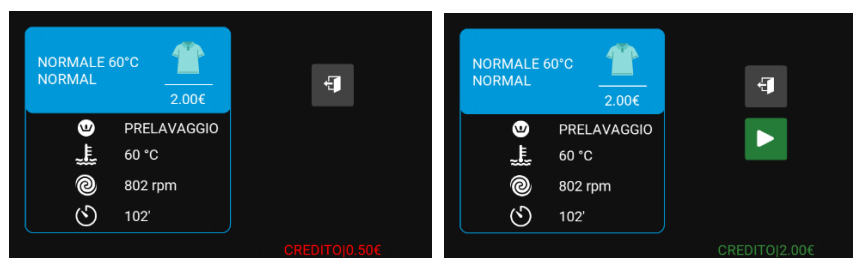 NORMALE 60°C
NORMAL
2.00€
PRELAVAGGIO
60 °C
802 rpm
102'
CREDITO|0.50€
NORMALE 60°C
NORMAL
2.00€
PRELAVAGGIO
60 °C
802 rpm
102'
CREDITO|2.00€